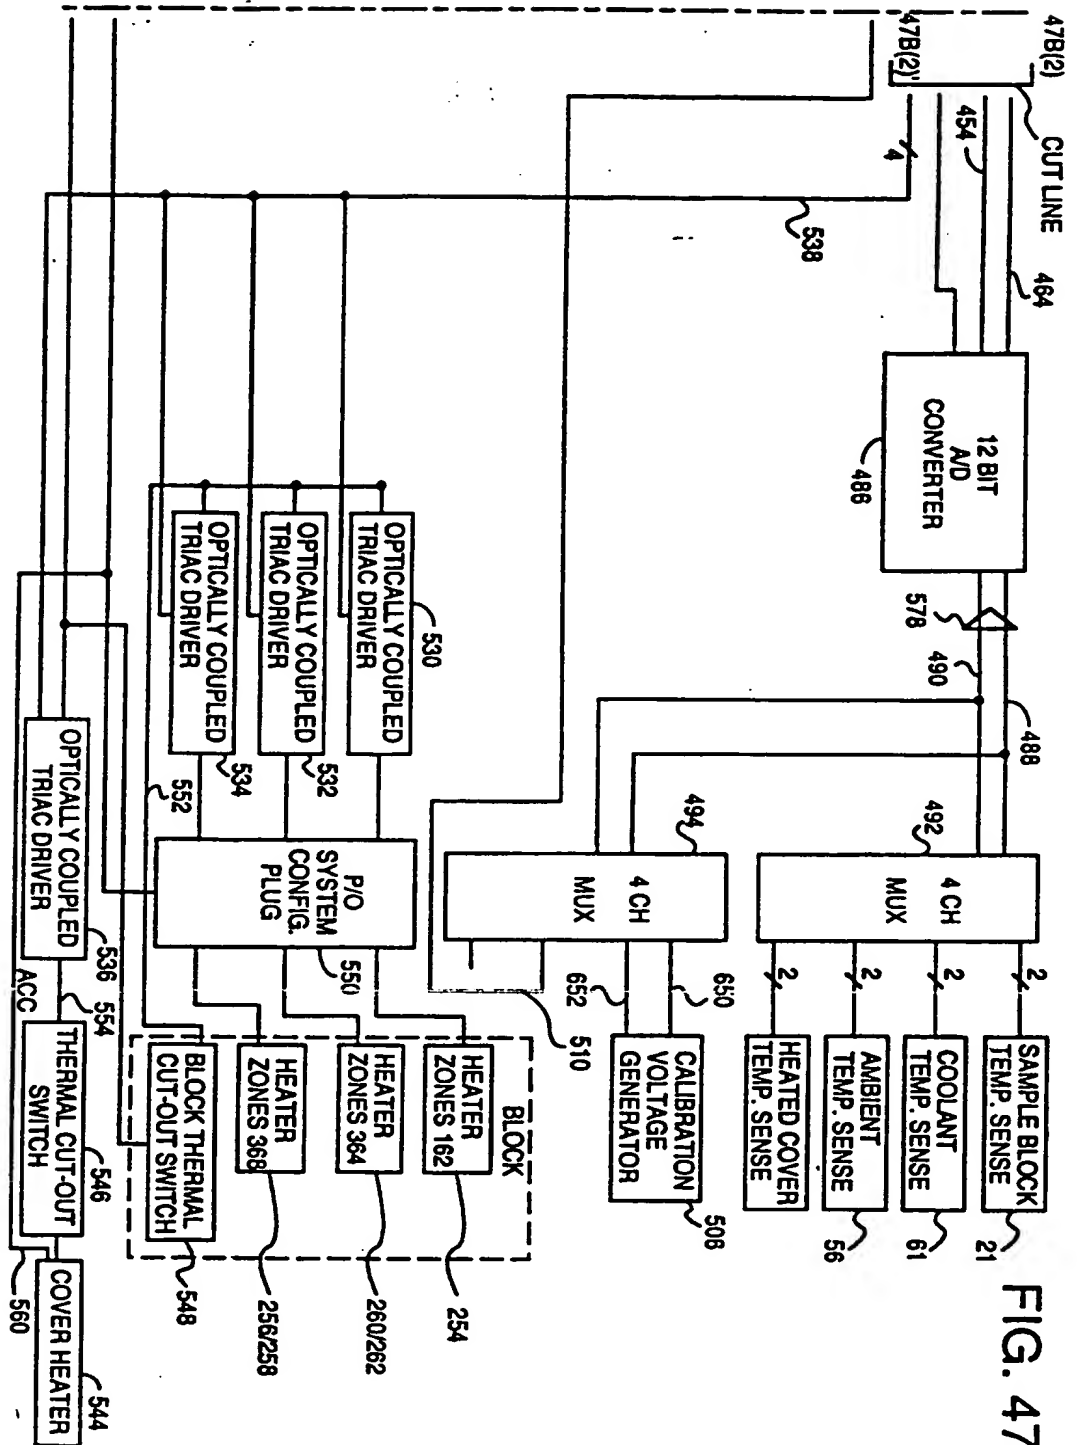 47B(2)
47B(2)'
CUT LINE
454
464
4
538
12 BIT
A/D
CONVERTER
486
578
490
488
492
4 CH
MUX
494
4 CH
MUX
2
2
2
2
SAMPLE BLOCK
TEMP. SENSE
21
COOLANT
TEMP. SENSE
61
AMBIENT
TEMP. SENSE
56
HEATED COVER
TEMP. SENSE
650
652
CALIBRATION
VOLTAGE
GENERATOR
508
510
OPTICALLY COUPLED
TRIAC DRIVER
530
OPTICALLY COUPLED
TRIAC DRIVER
532
OPTICALLY COUPLED
TRIAC DRIVER
534
552
P/O
SYSTEM
CONFIG.
PLUG
550
BLOCK
HEATER
ZONES 162
254
HEATER
ZONES 364
260/262
HEATER
ZONES 368
256/258
BLOCK THERMAL
CUT-OUT SWITCH
548
OPTICALLY COUPLED
TRIAC DRIVER
536
ACC
554
THERMAL CUT-OUT
SWITCH
546
COVER HEATER
544
560
FIG. 47